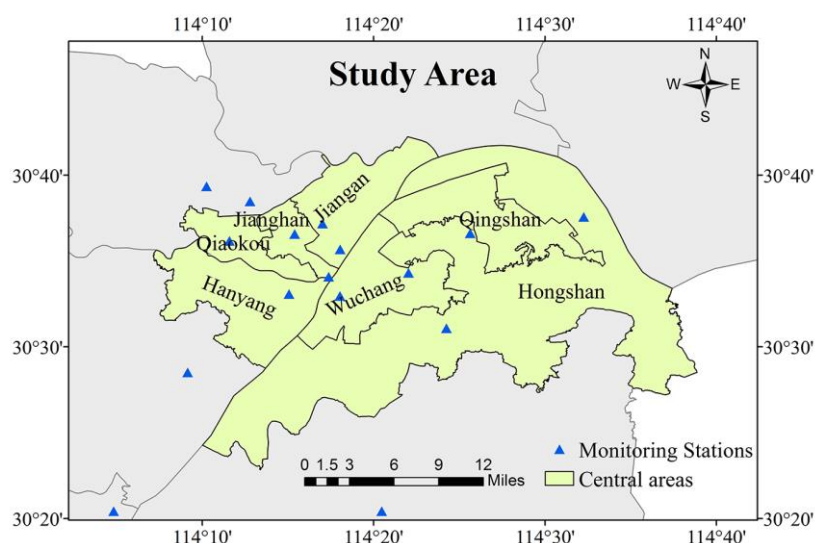 114°10' 114°20' 114°30' 114°40'
Study Area
N
W E
S
30°40' 30°40'
Jiangan
Jianghan
Qingshan
Qiaokou
Hanyang
Wuchang
Hongshan
30°30' 30°30'
Monitoring Stations
0 1.5 3 6 9 12
Miles
Central areas
30°20' 30°20'
114°10' 114°20' 114°30' 114°40'